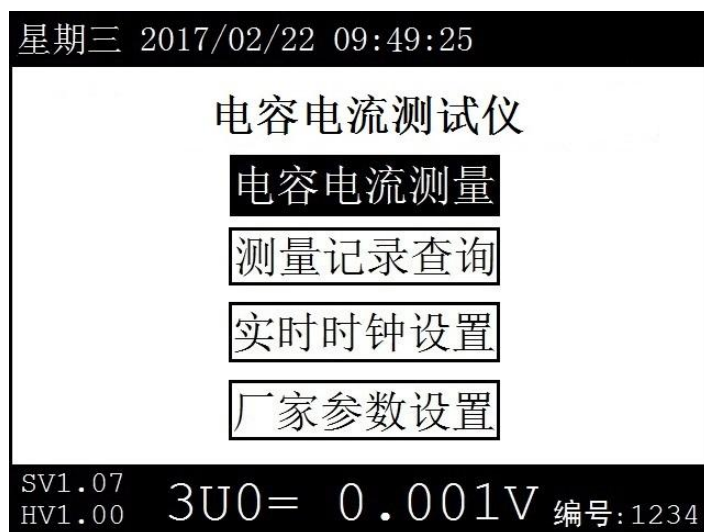 星期三 2017/02/22 09:49:25
电容电流测试仪
电容电流测量
测量记录查询
实时时钟设置
厂家参数设置
SV1.07
HV1.00
3U0= 0.001V 编号:1234